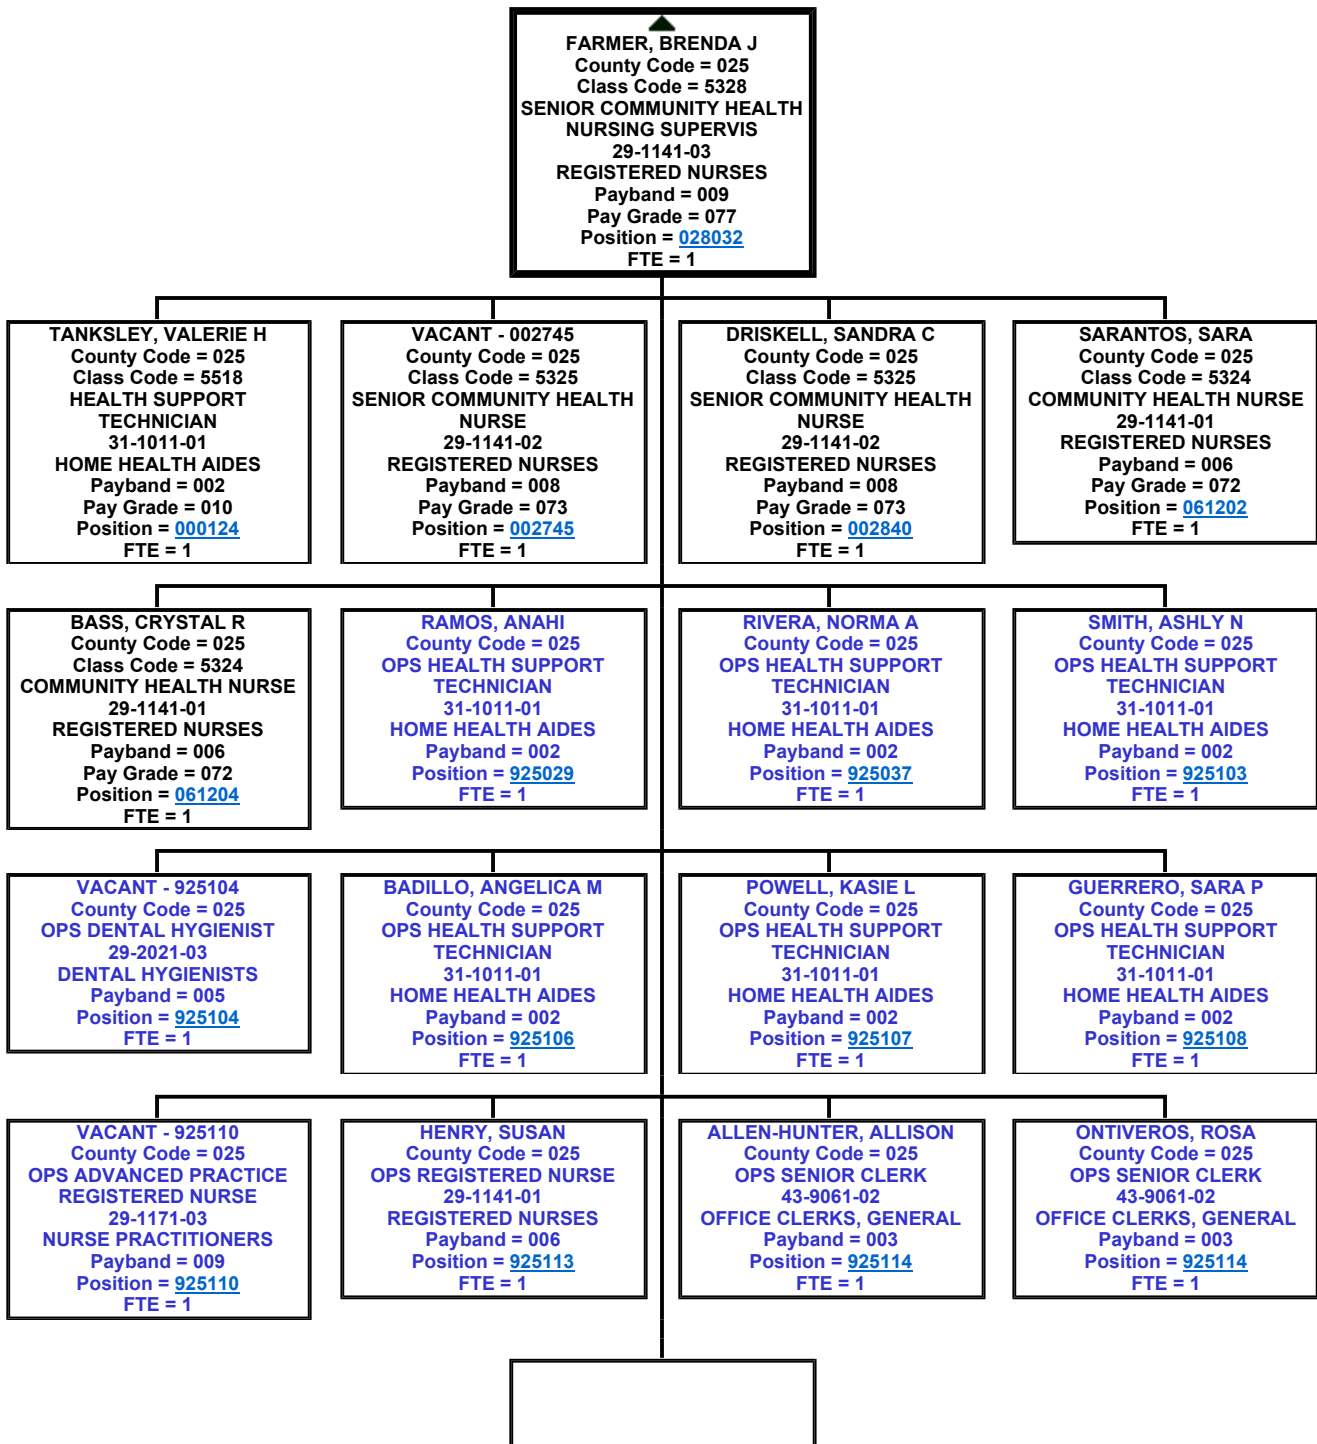 FARMER, BRENDA J
County Code = 025
Class Code = 5328
SENIOR COMMUNITY HEALTH
NURSING SUPERVIS
29-1141-03
REGISTERED NURSES
Payband = 009
Pay Grade = 077
Position = 028032
FTE = 1
TANKSLEY, VALERIE H
County Code = 025
Class Code = 5518
HEALTH SUPPORT
TECHNICIAN
31-1011-01
HOME HEALTH AIDES
Payband = 002
Pay Grade = 010
Position = 000124
FTE = 1
VACANT - 002745
County Code = 025
Class Code = 5325
SENIOR COMMUNITY HEALTH
NURSE
29-1141-02
REGISTERED NURSES
Payband = 008
Pay Grade = 073
Position = 002745
FTE = 1
DRISKELL, SANDRA C
County Code = 025
Class Code = 5325
SENIOR COMMUNITY HEALTH
NURSE
29-1141-02
REGISTERED NURSES
Payband = 008
Pay Grade = 073
Position = 002840
FTE = 1
SARANTOS, SARA
County Code = 025
Class Code = 5324
COMMUNITY HEALTH NURSE
29-1141-01
REGISTERED NURSES
Payband = 006
Pay Grade = 072
Position = 061202
FTE = 1
BASS, CRYSTAL R
County Code = 025
Class Code = 5324
COMMUNITY HEALTH NURSE
29-1141-01
REGISTERED NURSES
Payband = 006
Pay Grade = 072
Position = 061204
FTE = 1
RAMOS, ANAHI
County Code = 025
OPS HEALTH SUPPORT
TECHNICIAN
31-1011-01
HOME HEALTH AIDES
Payband = 002
Position = 925029
FTE = 1
RIVERA, NORMA A
County Code = 025
OPS HEALTH SUPPORT
TECHNICIAN
31-1011-01
HOME HEALTH AIDES
Payband = 002
Position = 925037
FTE = 1
SMITH, ASHLY N
County Code = 025
OPS HEALTH SUPPORT
TECHNICIAN
31-1011-01
HOME HEALTH AIDES
Payband = 002
Position = 925103
FTE = 1
VACANT - 925104
County Code = 025
OPS DENTAL HYGIENIST
29-2021-03
DENTAL HYGIENISTS
Payband = 005
Position = 925104
FTE = 1
BADILLO, ANGELICA M
County Code = 025
OPS HEALTH SUPPORT
TECHNICIAN
31-1011-01
HOME HEALTH AIDES
Payband = 002
Position = 925106
FTE = 1
POWELL, KASIE L
County Code = 025
OPS HEALTH SUPPORT
TECHNICIAN
31-1011-01
HOME HEALTH AIDES
Payband = 002
Position = 925107
FTE = 1
GUERRERO, SARA P
County Code = 025
OPS HEALTH SUPPORT
TECHNICIAN
31-1011-01
HOME HEALTH AIDES
Payband = 002
Position = 925108
FTE = 1
VACANT - 925110
County Code = 025
OPS ADVANCED PRACTICE
REGISTERED NURSE
29-1171-03
NURSE PRACTITIONERS
Payband = 009
Position = 925110
FTE = 1
HENRY, SUSAN
County Code = 025
OPS REGISTERED NURSE
29-1141-01
REGISTERED NURSES
Payband = 006
Position = 925113
FTE = 1
ALLEN-HUNTER, ALLISON
County Code = 025
OPS SENIOR CLERK
43-9061-02
OFFICE CLERKS, GENERAL
Payband = 003
Position = 925114
FTE = 1
ONTIVEROS, ROSA
County Code = 025
OPS SENIOR CLERK
43-9061-02
OFFICE CLERKS, GENERAL
Payband = 003
Position = 925114
FTE = 1